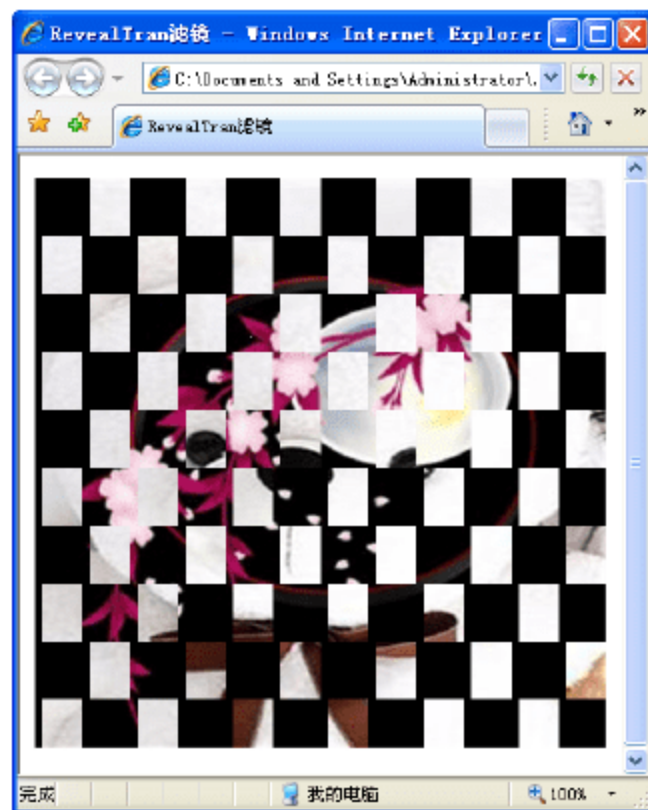 RevealTran滤镜 - Windows Internet Explorer
C:\Documents and Settings\Administrator\.
RevealTran滤镜
完成
我的电脑
100%